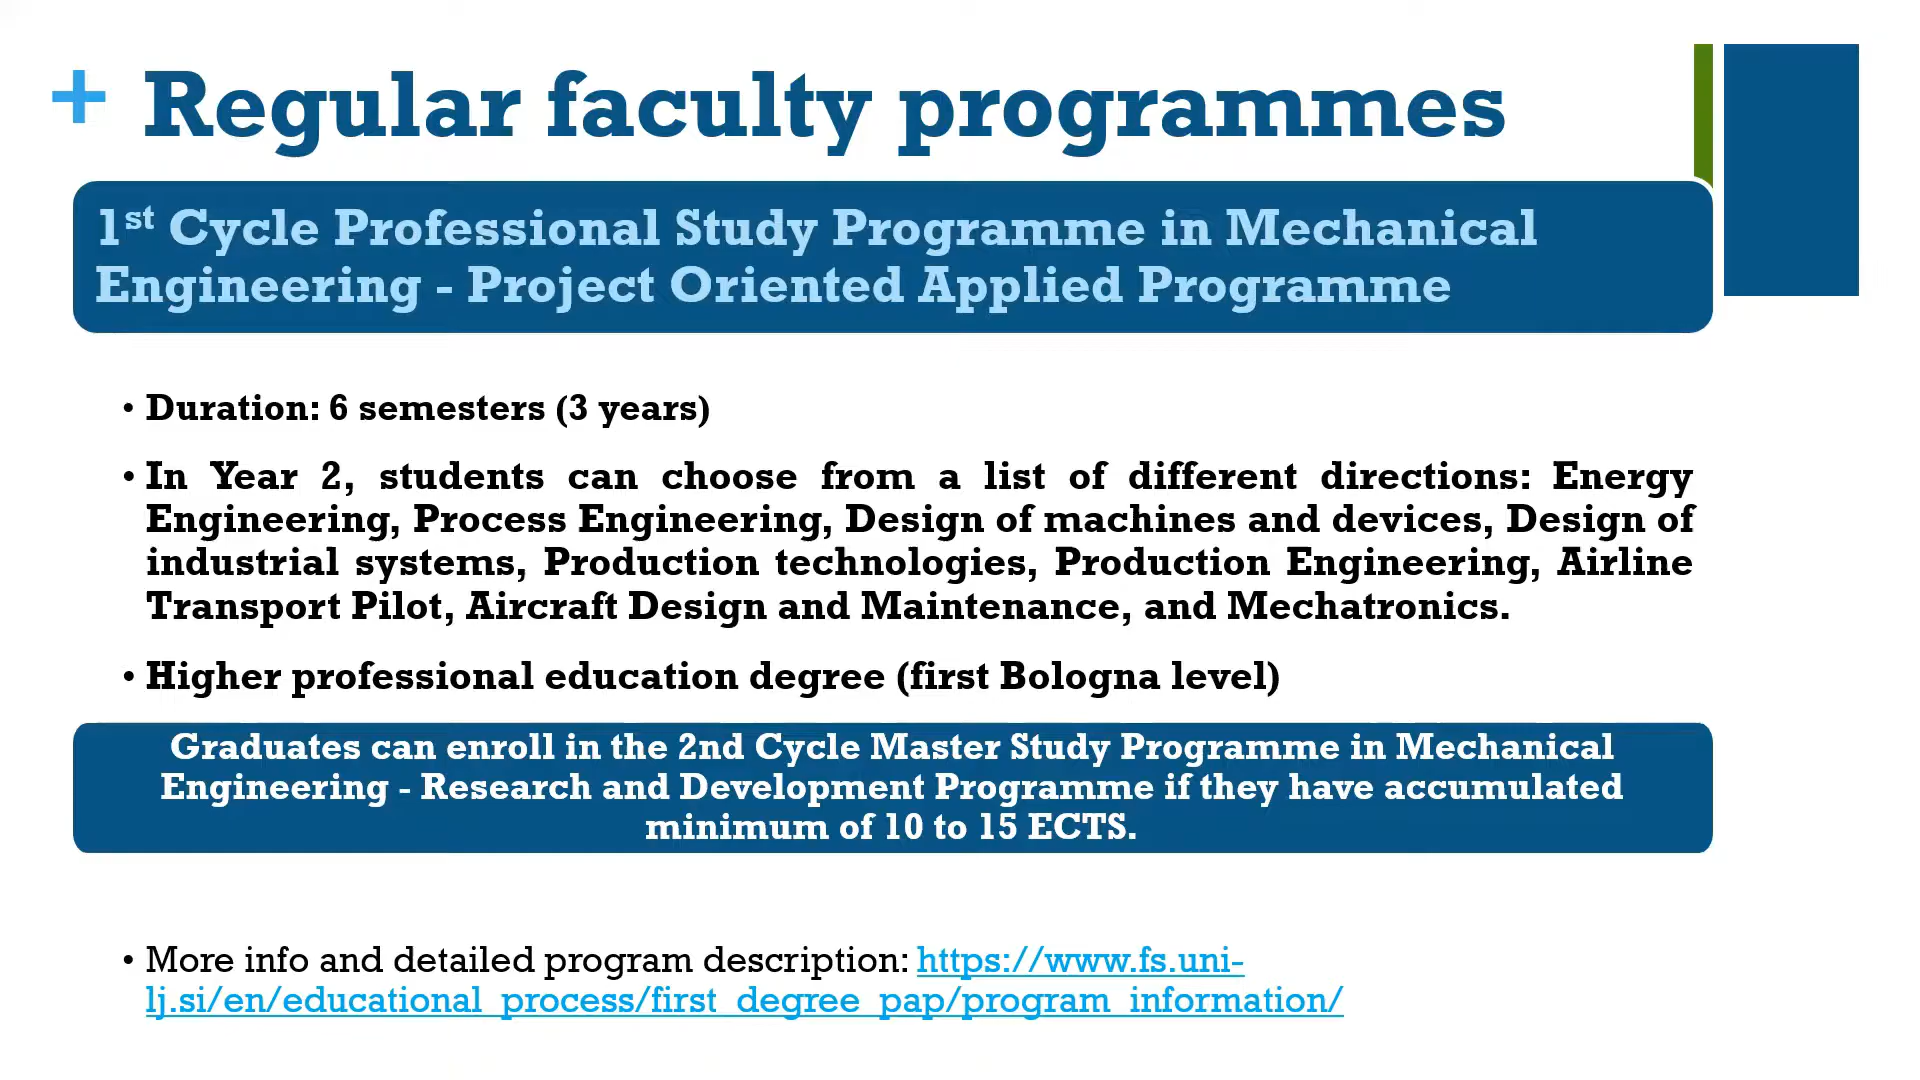 + Regular faculty programmes
1st Cycle Professional Study Programme in Mechanical
Engineering - Project Oriented Applied Programme
• Duration: 6 semesters (3 years)
• In Year 2, students can choose from a list of different directions: Energy
Engineering, Process Engineering, Design of machines and devices, Design of
industrial systems, Production technologies, Production Engineering, Airline
Transport Pilot, Aircraft Design and Maintenance, and Mechatronics.
• Higher professional education degree (first Bologna level)
Graduates can enroll in the 2nd Cycle Master Study Programme in Mechanical
Engineering - Research and Development Programme if they have accumulated
minimum of 10 to 15 ECTS.
• More info and detailed program description: https://www.fs.uni-
lj.si/en/educational_process/first_degree_pap/program_information/